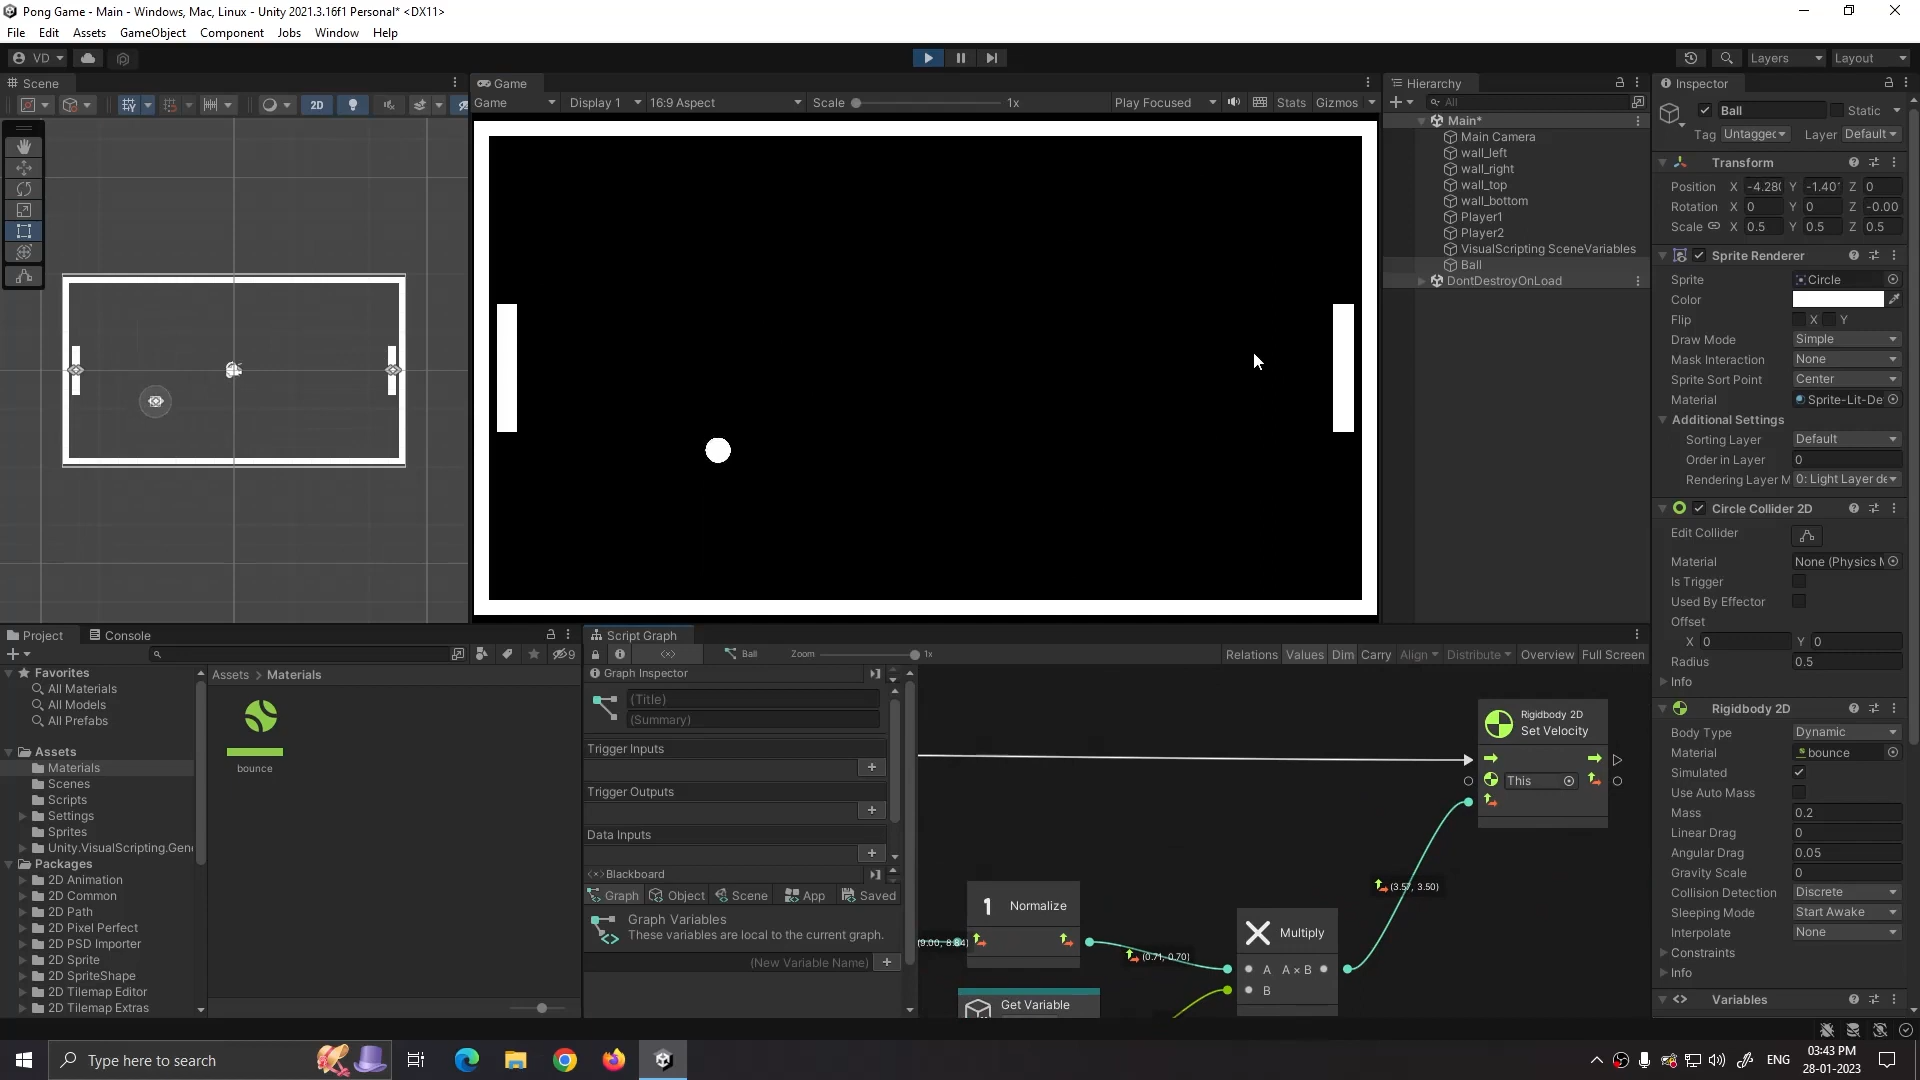 Pong Game - Main - Windows, Mac, Linux - Unity 2021.3.16f1 Personal* <DX11>
File Edit Assets GameObject Component Jobs Window Help
VD Layers Layout
Scene
2D
Game
Game Display 1 16:9 Aspect Scale 1x Play Focused Stats Gizmos
Hierarchy
All
Main*
Main Camera
wall_left
wall_right
wall_top
wall_bottom
Player1
Player2
VisualScripting SceneVariables
Ball
DontDestroyOnLoad
Inspector
Ball Static
Tag Untagged Layer Default
Transform
Position X -4.28 Y -1.40 Z 0
Rotation X 0 Y 0 Z -0.00
Scale X 0.5 Y 0.5 Z 0.5
Sprite Renderer
Sprite Circle
Color
Flip X Y
Draw Mode Simple
Mask Interaction None
Sprite Sort Point Center
Material Sprite-Lit-De
Additional Settings
Sorting Layer Default
Order in Layer 0
Rendering Layer M 0: Light Layer de
Circle Collider 2D
Edit Collider
Material None (Physics M
Is Trigger
Used By Effector
Offset
X 0 Y 0
Radius 0.5
Info
Rigidbody 2D
Body Type Dynamic
Material bounce
Simulated
Use Auto Mass
Mass 0.2
Linear Drag 0
Angular Drag 0.05
Gravity Scale 0
Collision Detection Discrete
Sleeping Mode Start Awake
Interpolate None
Constraints
Info
Variables
Project Console
9
Favorites
All Materials
All Models
All Prefabs
Assets
Materials
Scenes
Scripts
Settings
Sprites
Unity.VisualScripting.Gene
Packages
2D Animation
2D Common
2D Path
2D Pixel Perfect
2D PSD Importer
2D Sprite
2D SpriteShape
2D Tilemap Editor
2D Tilemap Extras
Assets Materials
bounce
Script Graph
Ball Zoom 1x Relations Values Dim Carry Align Distribute Overview Full Screen
Graph Inspector
(Title)
(Summary)
Trigger Inputs
Trigger Outputs
Data Inputs
Blackboard
Graph Object Scene App Saved
Graph Variables
These variables are local to the current graph.
(New Variable Name)
Rigidbody 2D
Set Velocity
This
(3.57, 3.50)
1 Normalize
(9.00, 8.84)
(0.71, 0.70)
Multiply
A A × B
B
Get Variable
Type here to search
ENG
03:43 PM
28-01-2023